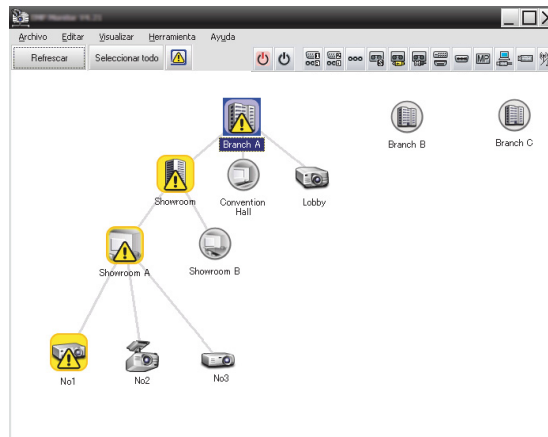 Archivo Editar Visualizar Herramienta Ayuda
Refrescar Seleccionar todo
MP
Branch A
Branch B
Branch C
Showroom
Convention
Hall
Lobby
Showroom A
Showroom B
No1
No2
No3